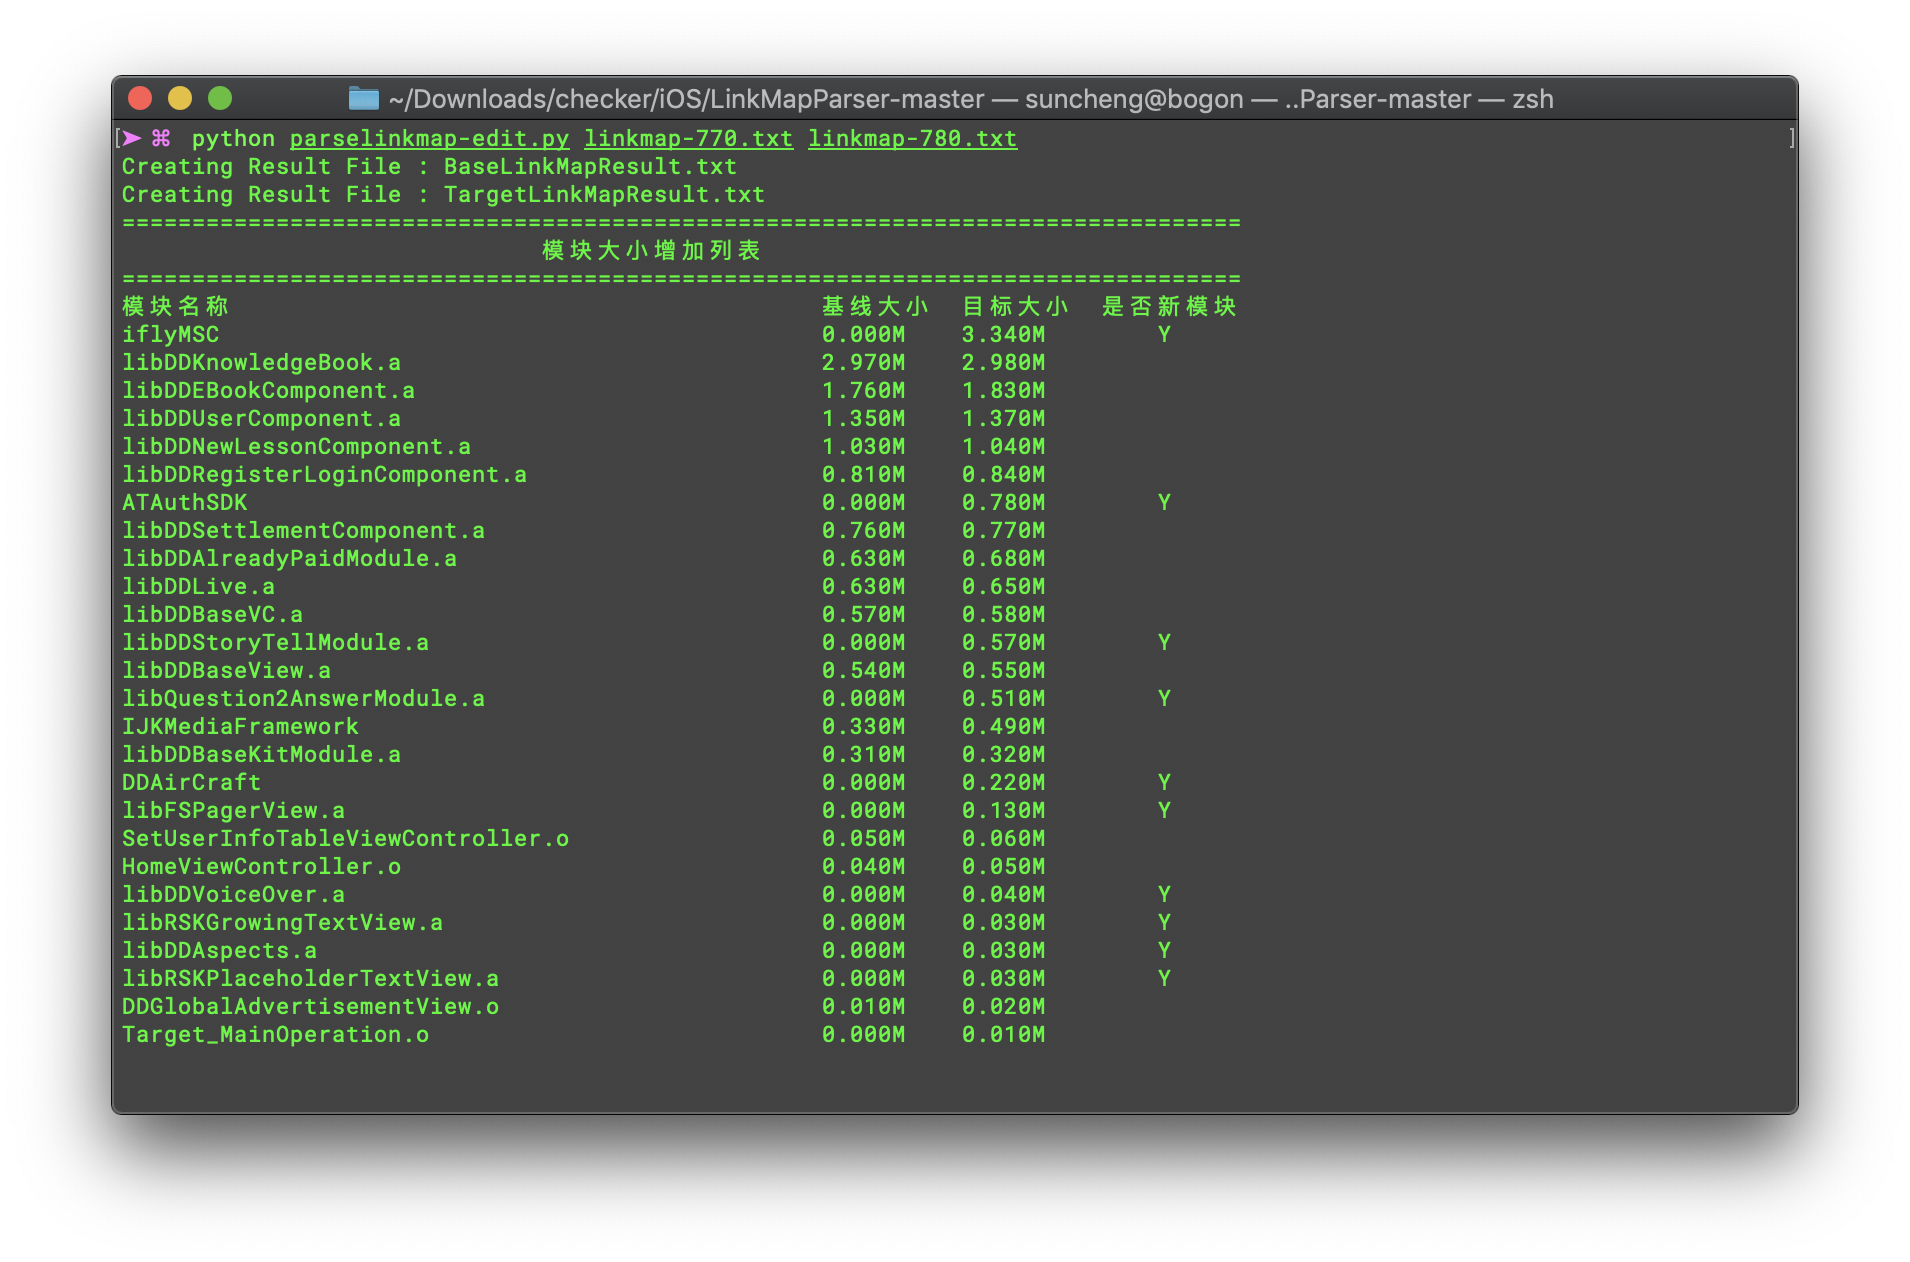 ~/Downloads/checker/iOS/LinkMapParser-master — suncheng@bogon — ..Parser-master — zsh
[➤ ⌘ python parselinkmap-edit.py linkmap-770.txt linkmap-780.txt ]
Creating Result File : BaseLinkMapResult.txt
Creating Result File : TargetLinkMapResult.txt
================================================================================
模块大小增加列表
================================================================================
模块名称 基线大小 目标大小 是否新模块
iflyMSC 0.000M 3.340M Y
libDDKnowledgeBook.a 2.970M 2.980M
libDDEBookComponent.a 1.760M 1.830M
libDDUserComponent.a 1.350M 1.370M
libDDNewLessonComponent.a 1.030M 1.040M
libDDRegisterLoginComponent.a 0.810M 0.840M
ATAuthSDK 0.000M 0.780M Y
libDDSettlementComponent.a 0.760M 0.770M
libDDAlreadyPaidModule.a 0.630M 0.680M
libDDLive.a 0.630M 0.650M
libDDBaseVC.a 0.570M 0.580M
libDDStoryTellModule.a 0.000M 0.570M Y
libDDBaseView.a 0.540M 0.550M
libQuestion2AnswerModule.a 0.000M 0.510M Y
IJKMediaFramework 0.330M 0.490M
libDDBaseKitModule.a 0.310M 0.320M
DDAirCraft 0.000M 0.220M Y
libFSPagerView.a 0.000M 0.130M Y
SetUserInfoTableViewController.o 0.050M 0.060M
HomeViewController.o 0.040M 0.050M
libDDVoiceOver.a 0.000M 0.040M Y
libRSKGrowingTextView.a 0.000M 0.030M Y
libDDAspects.a 0.000M 0.030M Y
libRSKPlaceholderTextView.a 0.000M 0.030M Y
DDGlobalAdvertisementView.o 0.010M 0.020M
Target_MainOperation.o 0.000M 0.010M